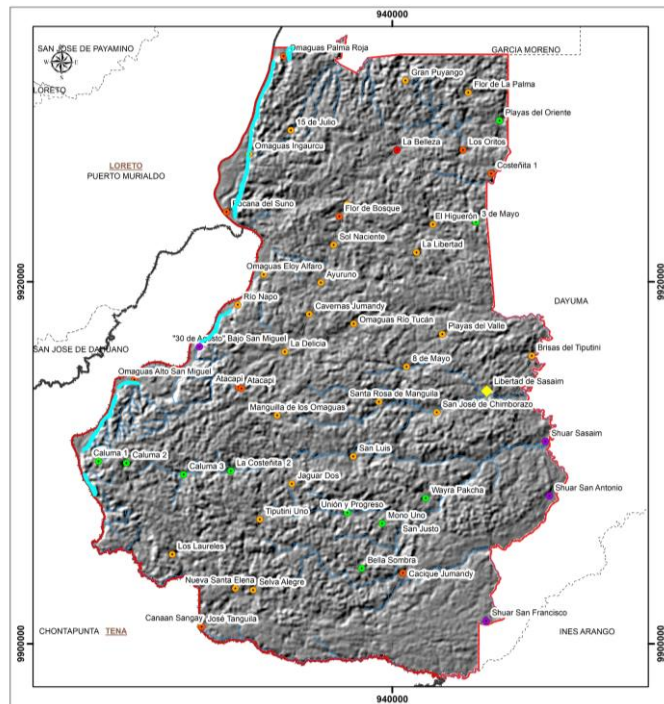 940000
SAN JOSE DE PAYAMINO
GARCIA MORENO
N
W E
S
Omaguas Palma Roja
Gran Puyango
Flor de La Palma
LORETO
Playas del Oriente
15 de Julio
La Belleza
Los Oritos
Omaguas Ingaurcu
LORETO
PUERTO MURIALDO
Costeñita 1
Bocana del Suno
Flor de Bosque
El Higuerón
3 de Mayo
Sol Naciente
La Libertad
Omaguas Eloy Alfaro
Ayuruno
9920000
9920000
Río Napo
DAYUMA
Cavernas Jumandy
Omaguas Río Tucán
Playas del Valle
SAN JOSE DE DAHUANO
"30 de Agosto" Bajo San Miguel
La Delicia
Brisas del Tiputini
8 de Mayo
Omaguas Alto San Miguel
Atacapi
Atacapi
Libertad de Sasaim
Santa Rosa de Manguila
Manguilla de los Omaguas
San José de Chimborazo
Shuar Sasaim
Caluma 1
Caluma 2
San Luis
Caluma 3
La Costeñita 2
Jaguar Dos
Wayra Pakcha
Shuar San Antonio
Unión y Progreso
Tiputini Uno
Mono Uno
San Justo
Los Laureles
Bella Sombra
Cacique Jumandy
Nueva Santa Elena
Selva Alegre
Canaan Sangay
José Tanguila
Shuar San Francisco
CHONTAPUNTA
TENA
INES ARANGO
9900000
9900000
940000